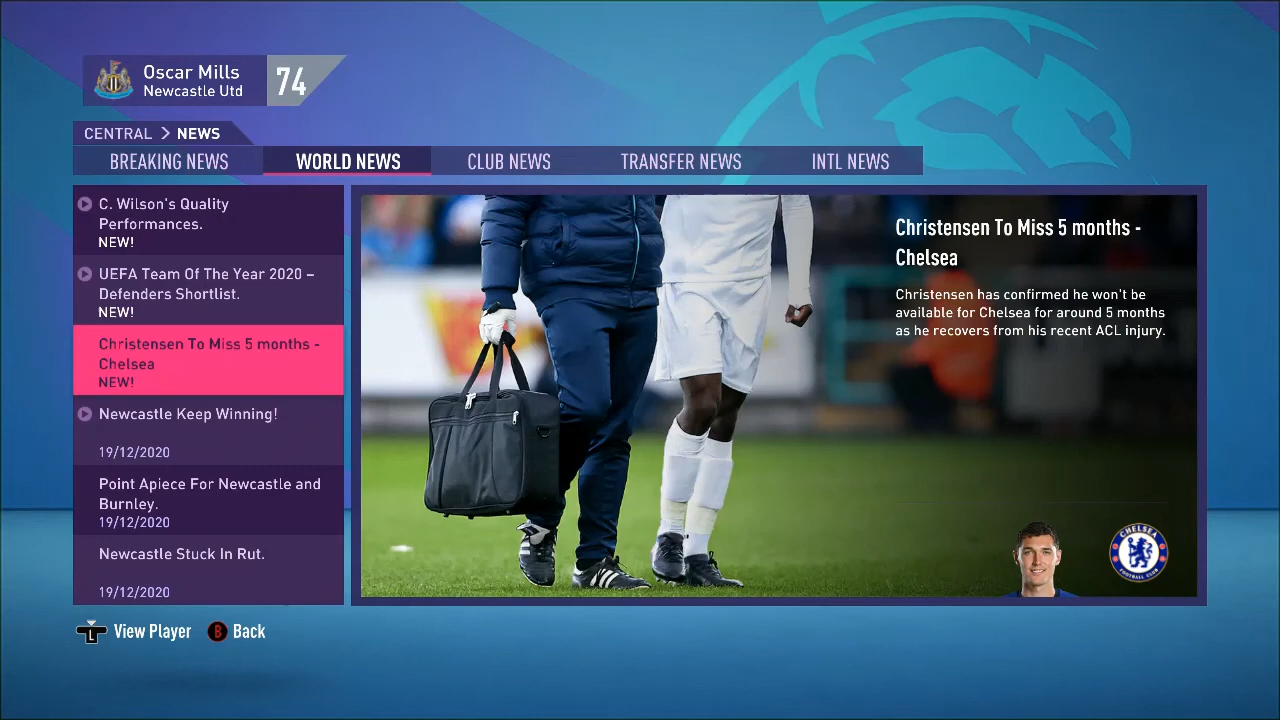 Oscar Mills
Newcastle Utd
74
CENTRAL > NEWS
BREAKING NEWS
WORLD NEWS
CLUB NEWS
TRANSFER NEWS
INTL NEWS
C. Wilson's Quality
Performances.
NEW!
UEFA Team Of The Year 2020 –
Defenders Shortlist.
NEW!
Christensen To Miss 5 months -
Chelsea
NEW!
Newcastle Keep Winning!
19/12/2020
Point Apiece For Newcastle and
Burnley.
19/12/2020
Newcastle Stuck In Rut.
19/12/2020
Christensen To Miss 5 months -
Chelsea
Christensen has confirmed he won't be
available for Chelsea for around 5 months
as he recovers from his recent ACL injury.
CHELSEA
FOOTBALL CLUB
L View Player B Back